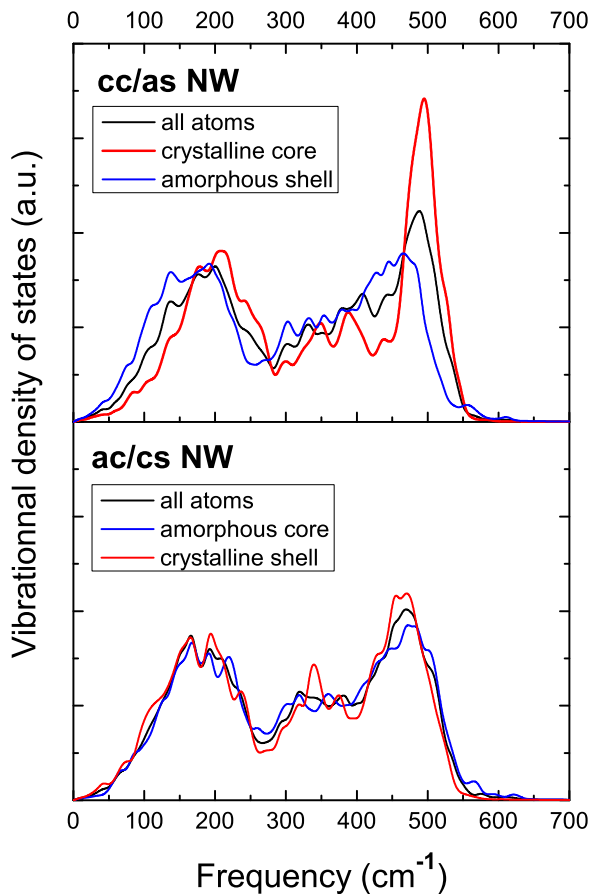 0 100 200 300 400 500 600 700
cc/as NW
all atoms
crystalline core
amorphous shell
Vibrationnal density of states (a.u.)
ac/cs NW
all atoms
amorphous core
crystalline shell
0 100 200 300 400 500 600 700
Frequency (cm⁻¹)